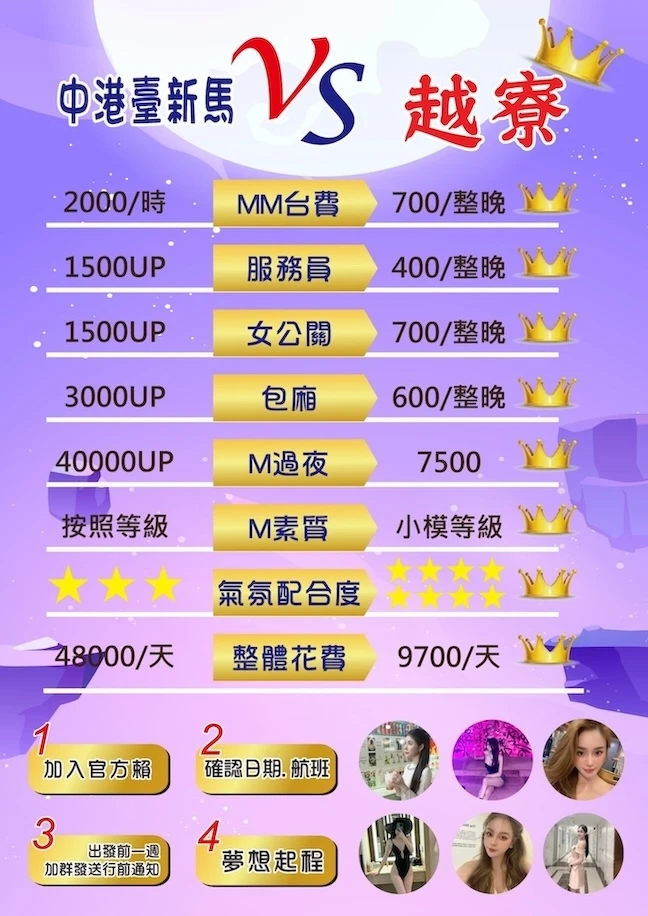 中港臺新馬 VS 越寮
2000/時 MM台費 700/整晚
1500UP 服務員 400/整晚
1500UP 女公關 700/整晚
3000UP 包廂 600/整晚
40000UP M過夜 7500
按照等級 M素質 小模等級
氣氛配合度
48000/天 整體花費 9700/天
1 加入官方賴
2 確認日期.航班
3 出發前一週
加群發送行前通知
4 夢想起程